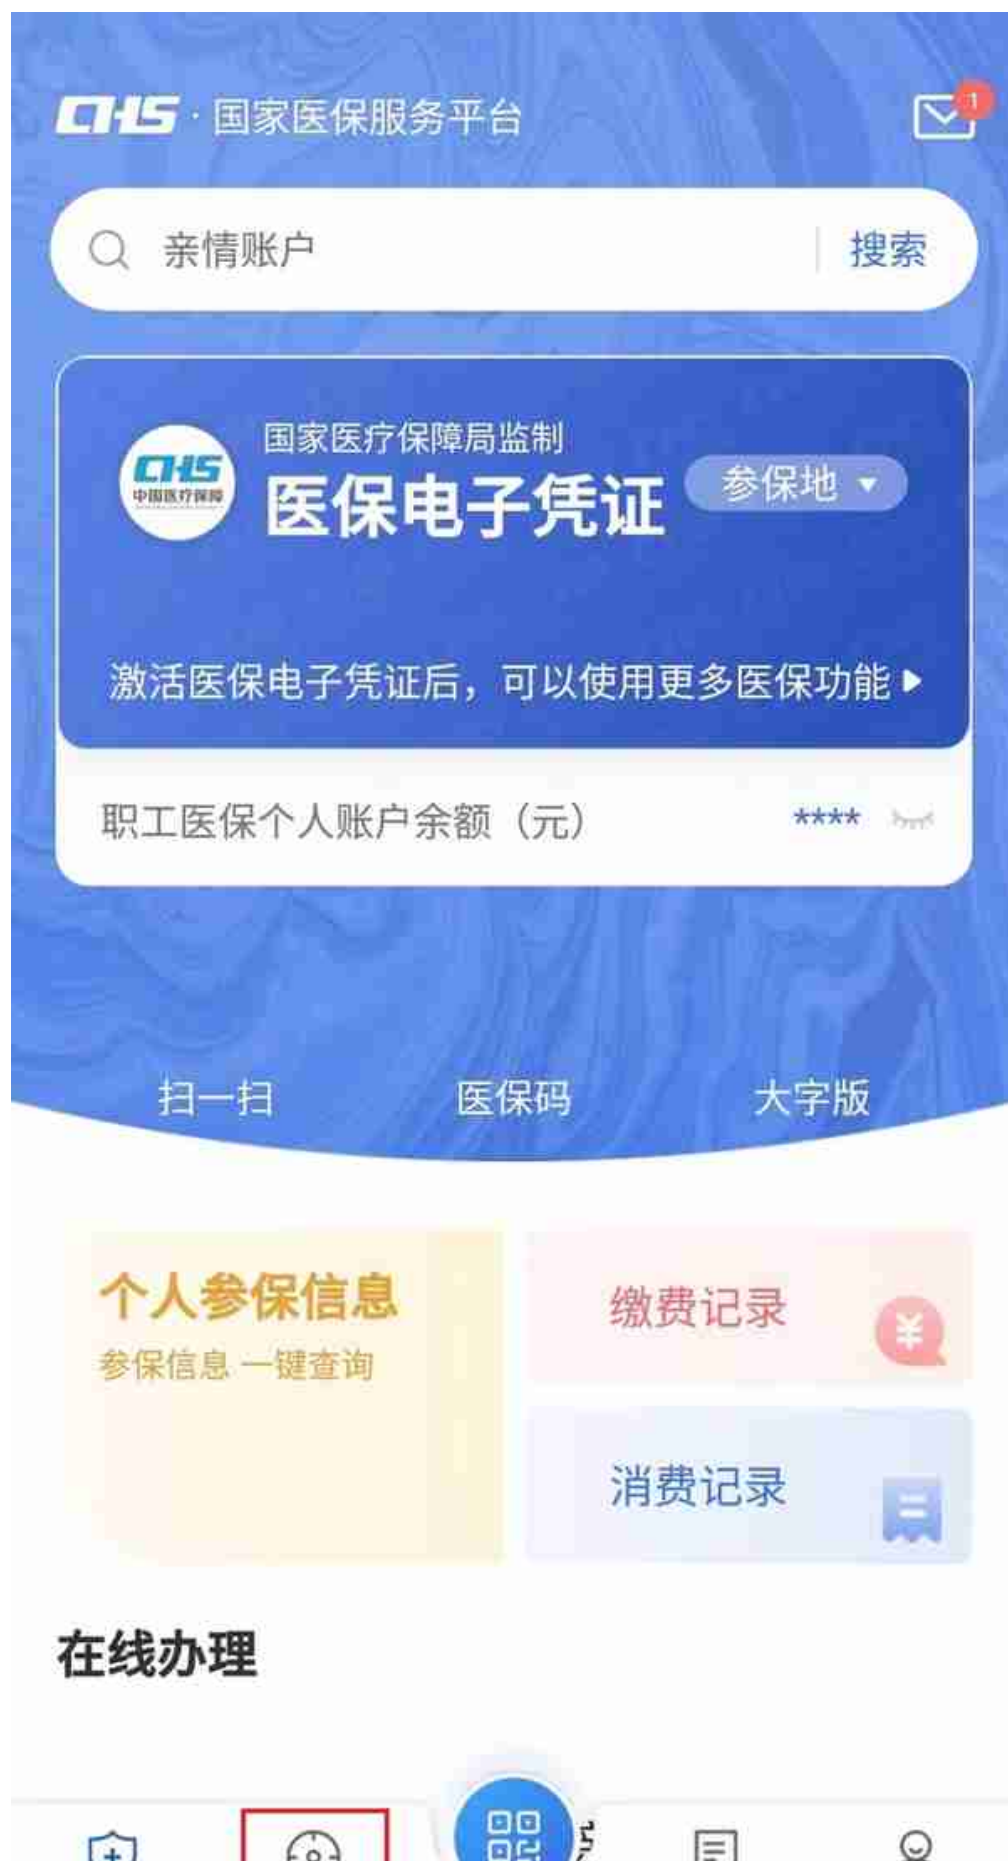 CHS · 国家医保服务平台
1
亲情账户
搜索
国家医疗保障局监制
CHS
中国医疗保障
医保电子凭证
参保地
激活医保电子凭证后，可以使用更多医保功能
职工医保个人账户余额（元）
****
扫一扫
医保码
大字版
个人参保信息
参保信息 一键查询
缴费记录
¥
消费记录
在线办理